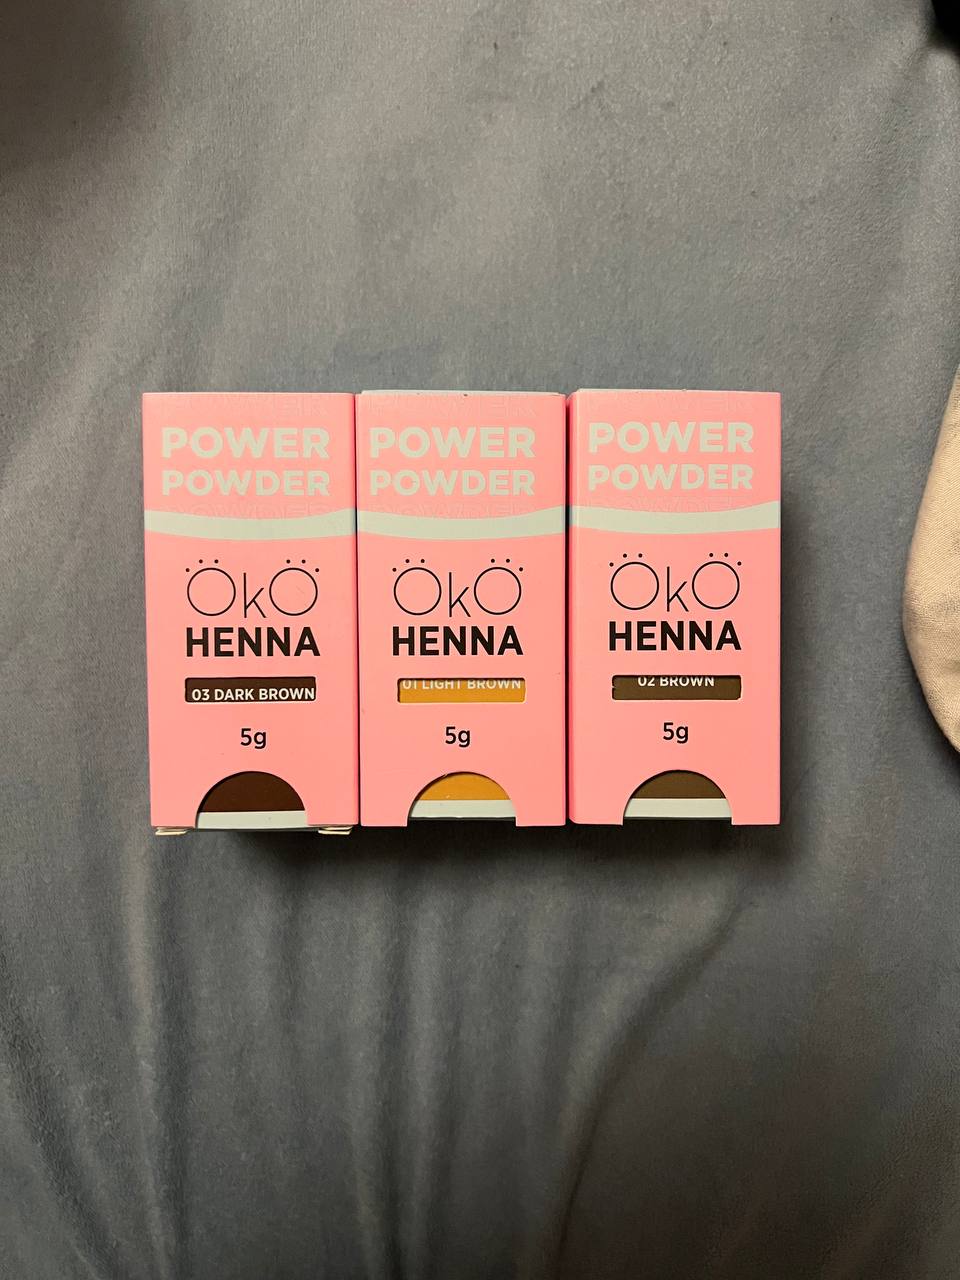 POWER
POWDER
ÖkÖ
HENNA
03 DARK BROWN
5g
POWER
POWDER
ÖkÖ
HENNA
01 LIGHT BROWN
5g
POWER
POWDER
ÖkÖ
HENNA
02 BROWN
5g